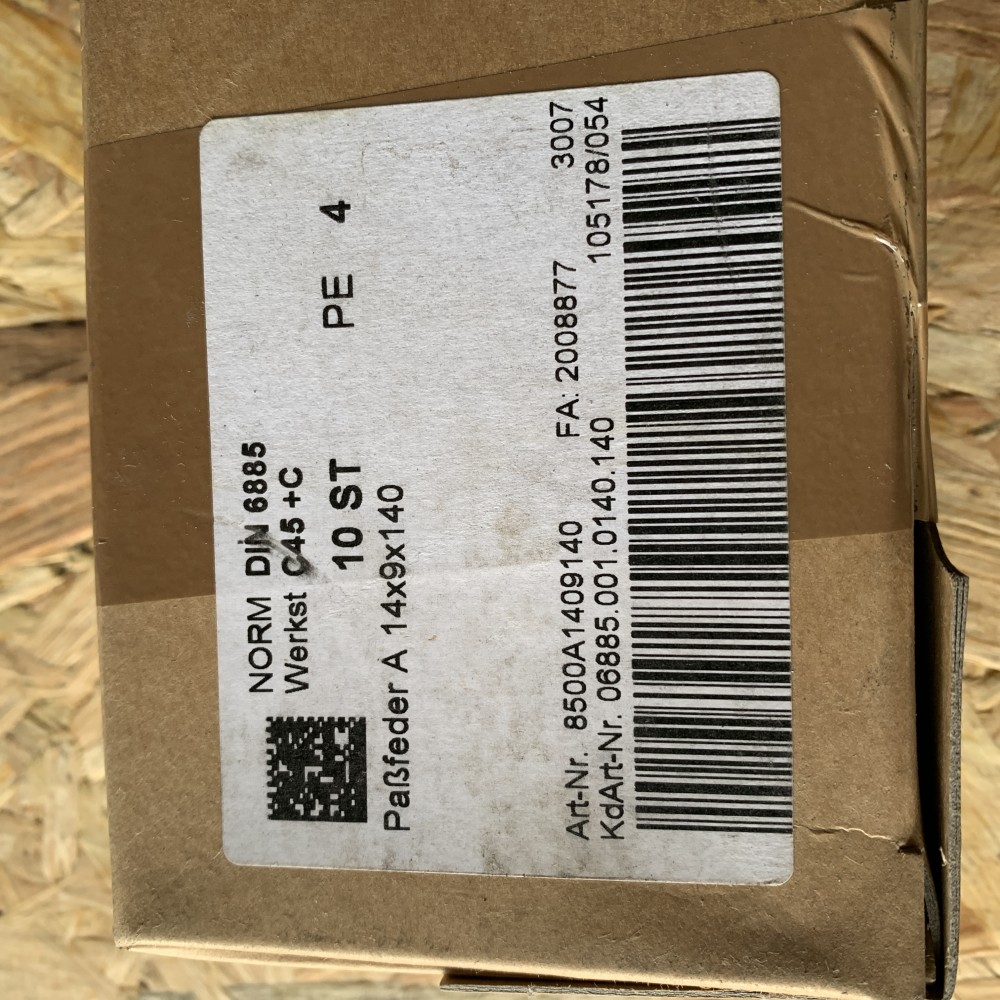 NORM DIN 6885
Werkst C45+C
10 ST PE 4
Paßfeder A 14x9x140
Art-Nr. 8500A1409140 FA: 2008877 3007
KdArt-Nr. 06885.001.0140.140 105178/054